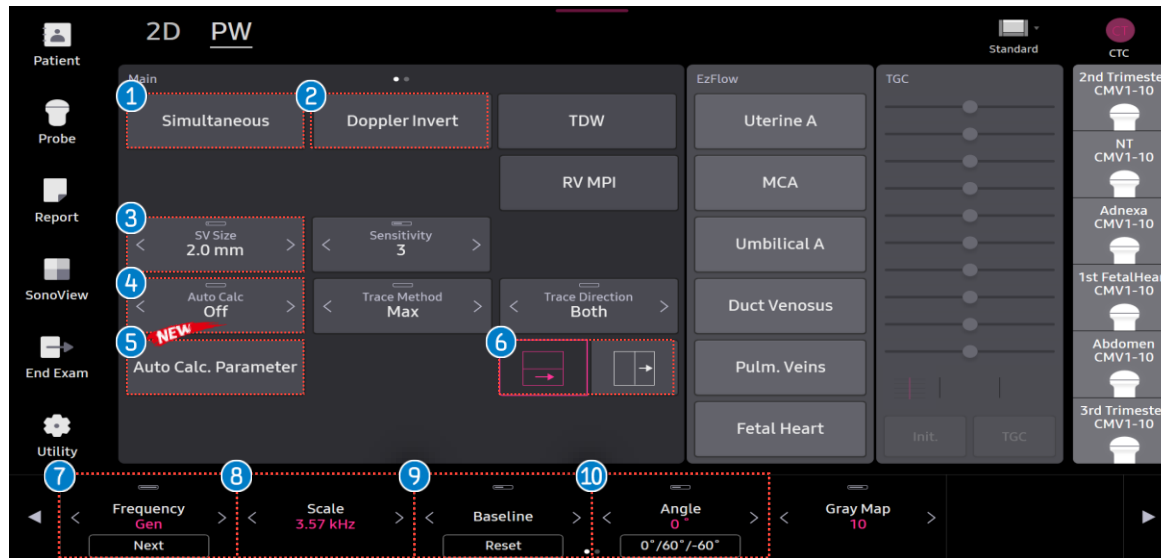 Patient
2D
PW
Standard
CTC
Probe
Report
SonoView
End Exam
Utility
Main
1
Simultaneous
2
Doppler Invert
TDW
RV MPI
3
SV Size
2.0 mm
Sensitivity
3
4
Auto Calc
Off
Trace Method
Max
Trace Direction
Both
NEW
5
Auto Calc. Parameter
6
EzFlow
Uterine A
MCA
Umbilical A
Duct Venosus
Pulm. Veins
Fetal Heart
TGC
Init.
TGC
2nd Trimeste
CMV1-10
NT
CMV1-10
Adnexa
CMV1-10
1st FetalHear
CMV1-10
Abdomen
CMV1-10
3rd Trimeste
CMV1-10
7
Frequency
Gen
Next
8
Scale
3.57 kHz
9
Baseline
Reset
10
Angle
0˚
0˚/60˚/-60˚
Gray Map
10